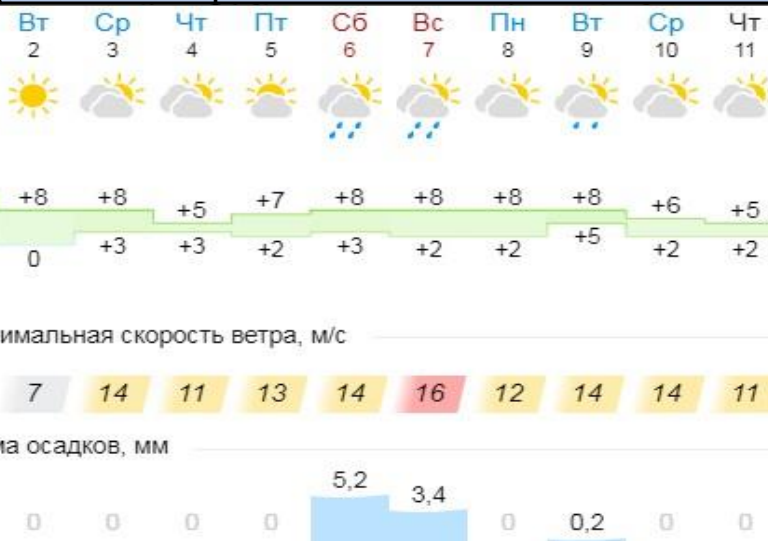 Вт Ср Чт Пт Сб Вс Пн Вт Ср Чт
2 3 4 5 6 7 8 9 10 11
+8 +8 +5 +7 +8 +8 +8 +8 +6 +5
0 +3 +3 +2 +3 +2 +2 +5 +2 +2
имальная скорость ветра, м/с
7 14 11 13 14 16 12 14 14 11
ма осадков, мм
0 0 0 0 5,2 3,4 0 0,2 0 0